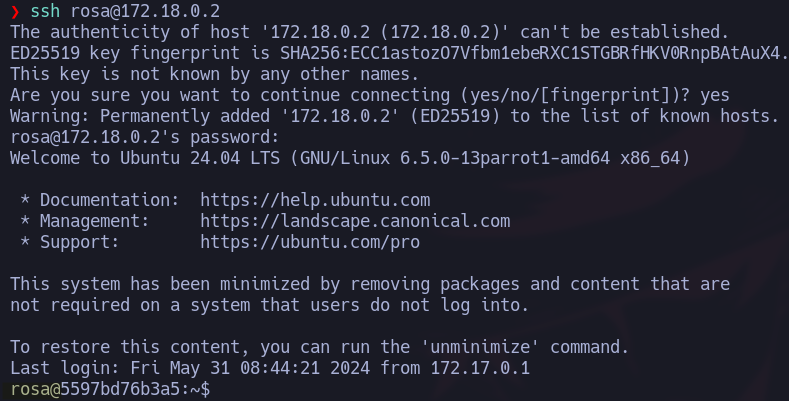 ❯ ssh rosa@172.18.0.2
The authenticity of host '172.18.0.2 (172.18.0.2)' can't be established.
ED25519 key fingerprint is SHA256:ECC1astozO7Vfbm1ebeRXC1STGBRfHKV0RnpBAtAuX4.
This key is not known by any other names.
Are you sure you want to continue connecting (yes/no/[fingerprint])? yes
Warning: Permanently added '172.18.0.2' (ED25519) to the list of known hosts.
rosa@172.18.0.2's password:
Welcome to Ubuntu 24.04 LTS (GNU/Linux 6.5.0-13parrot1-amd64 x86_64)

 * Documentation:  https://help.ubuntu.com
 * Management:     https://landscape.canonical.com
 * Support:        https://ubuntu.com/pro

This system has been minimized by removing packages and content that are
not required on a system that users do not log into.

To restore this content, you can run the 'unminimize' command.
Last login: Fri May 31 08:44:21 2024 from 172.17.0.1
rosa@5597bd76b3a5:~$